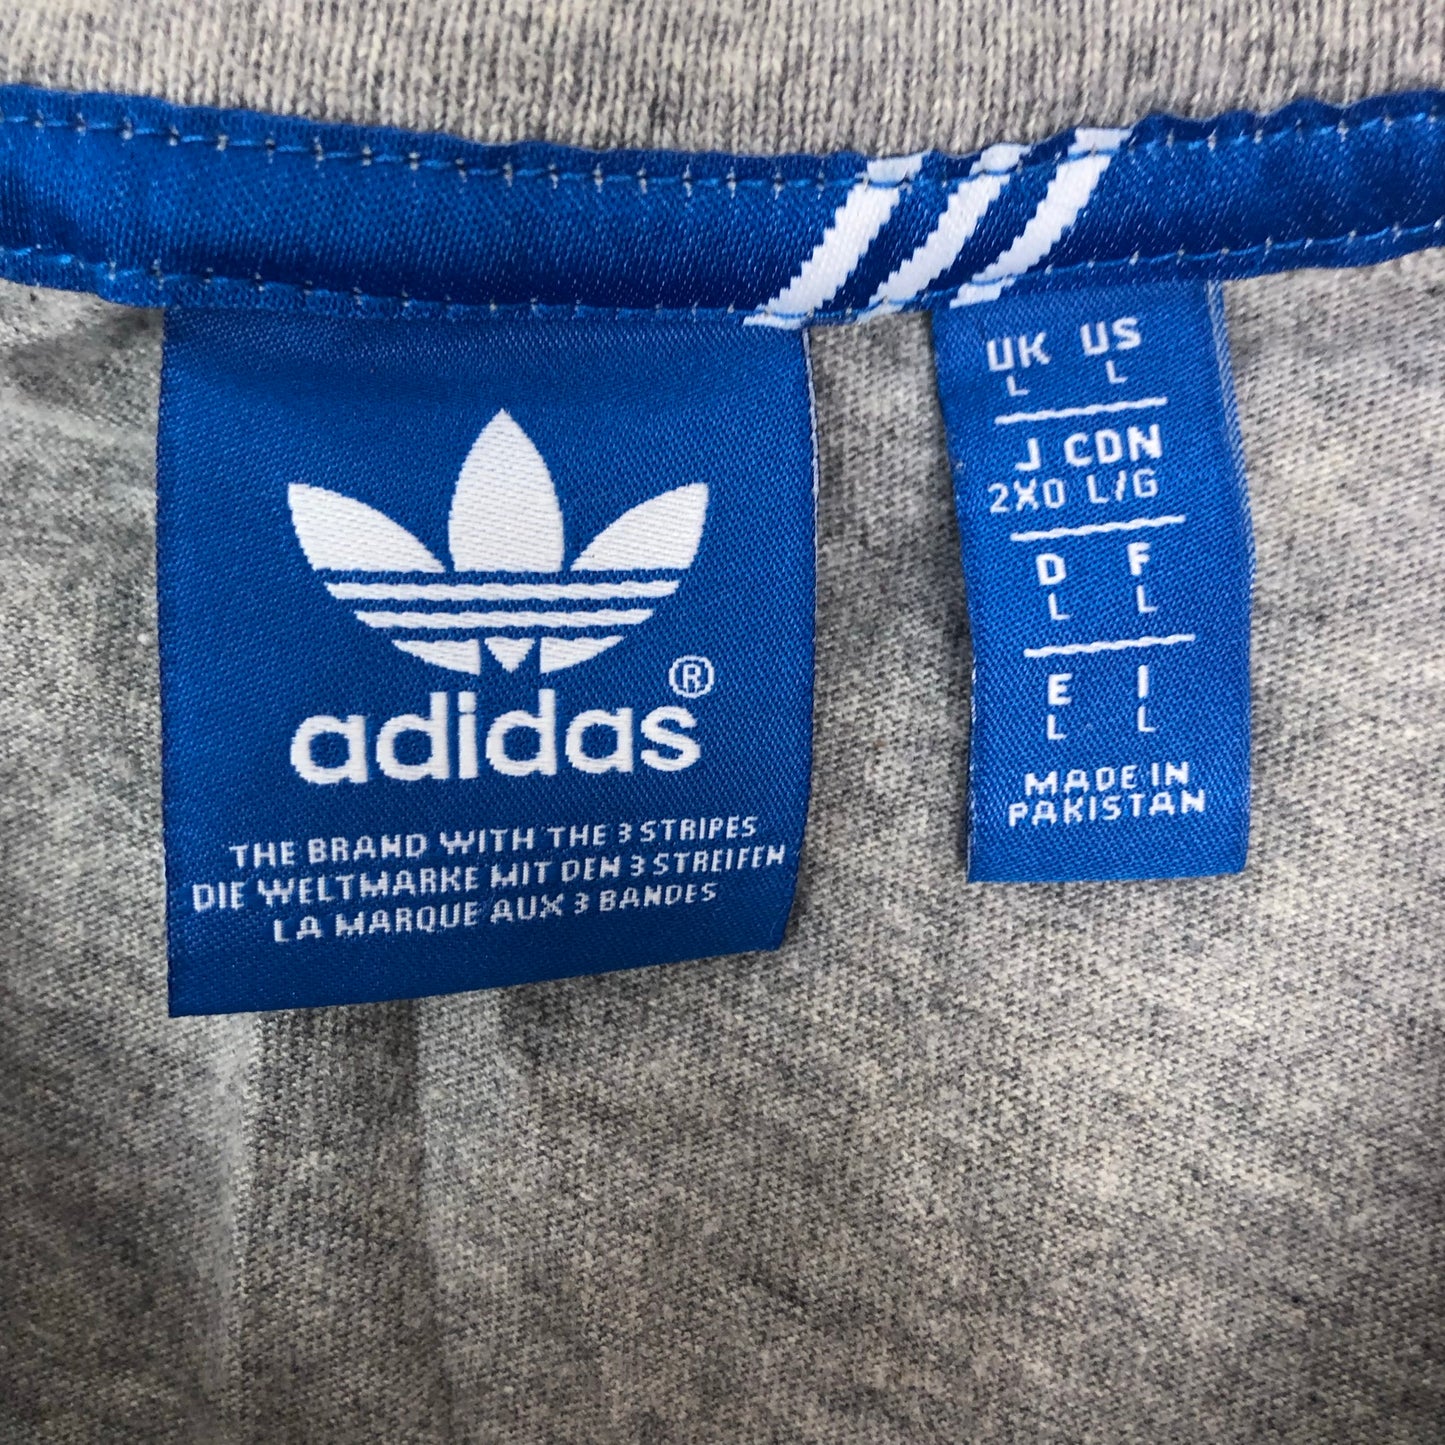 adidas®
THE BRAND WITH THE 3 STRIPES
DIE WELTMARKE MIT DEN 3 STREIFEN
LA MARQUE AUX 3 BANDES
UK US
L L
J CDN
2XO L/G
D F
L L
E I
L L
MADE IN
PAKISTAN